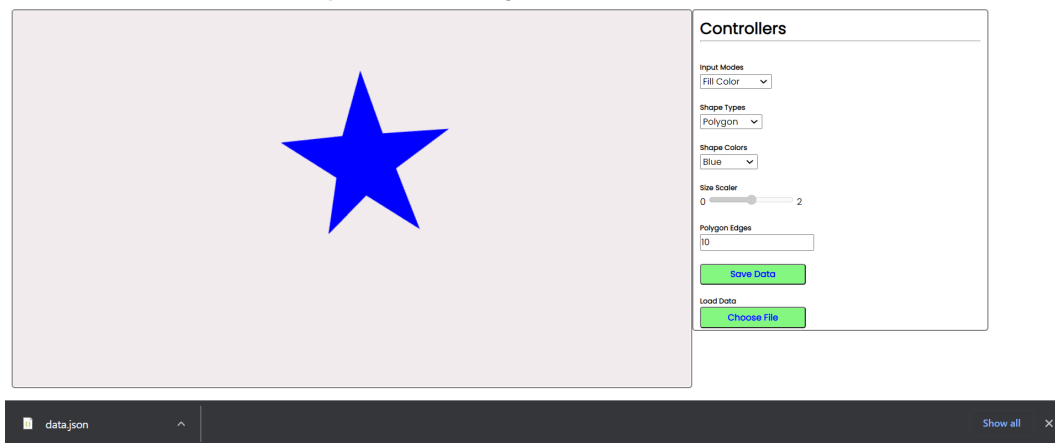 Controllers
Input Modes
Fill Color
Shape Types
Polygon
Shape Colors
Blue
Size Scaler
0 2
Polygon Edges
10
Save Data
Load Data
Choose File
data.json
Show all